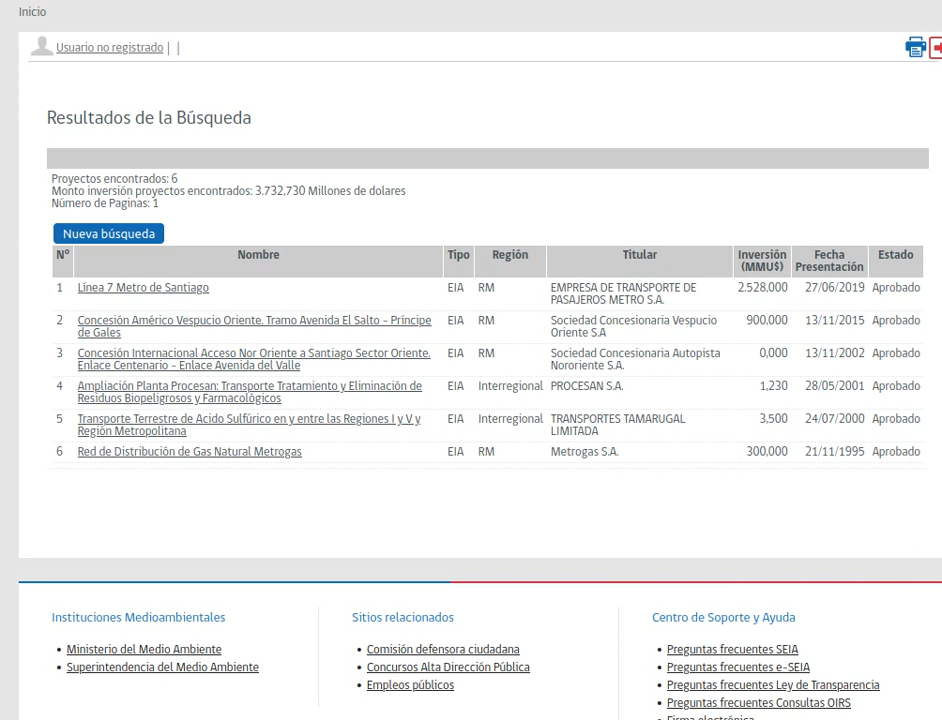 Inicio
Usuario no registrado | |
Resultados de la Búsqueda
Proyectos encontrados: 6
Monto inversión proyectos encontrados: 3.732,730 Millones de dolares
Número de Paginas: 1
Nueva búsqueda
Nº Nombre Tipo Región Titular Inversión (MMU$) Fecha Presentación Estado
1 Línea 7 Metro de Santiago EIA RM EMPRESA DE TRANSPORTE DE PASAJEROS METRO S.A. 2.528,000 27/06/2019 Aprobado
2 Concesión Américo Vespucio Oriente. Tramo Avenida El Salto - Príncipe de Gales EIA RM Sociedad Concesionaria Vespucio Oriente S.A 900,000 13/11/2015 Aprobado
3 Concesión Internacional Acceso Nor Oriente a Santiago Sector Oriente. Enlace Centenario - Enlace Avenida del Valle EIA RM Sociedad Concesionaria Autopista Nororiente S.A. 0,000 13/11/2002 Aprobado
4 Ampliación Planta Procesan: Transporte Tratamiento y Eliminación de Residuos Biopeligrosos y Farmacológicos EIA Interregional PROCESAN S.A. 1,230 28/05/2001 Aprobado
5 Transporte Terrestre de Acido Sulfúrico en y entre las Regiones I y V y Región Metropolitana EIA Interregional TRANSPORTES TAMARUGAL LIMITADA 3,500 24/07/2000 Aprobado
6 Red de Distribución de Gas Natural Metrogas EIA RM Metrogas S.A. 300,000 21/11/1995 Aprobado
Instituciones Medioambientales
• Ministerio del Medio Ambiente
• Superintendencia del Medio Ambiente
Sitios relacionados
• Comisión defensora ciudadana
• Concursos Alta Dirección Pública
• Empleos públicos
Centro de Soporte y Ayuda
• Preguntas frecuentes SEIA
• Preguntas frecuentes e-SEIA
• Preguntas frecuentes Ley de Transparencia
• Preguntas frecuentes Consultas OIRS
• Firma electrónica